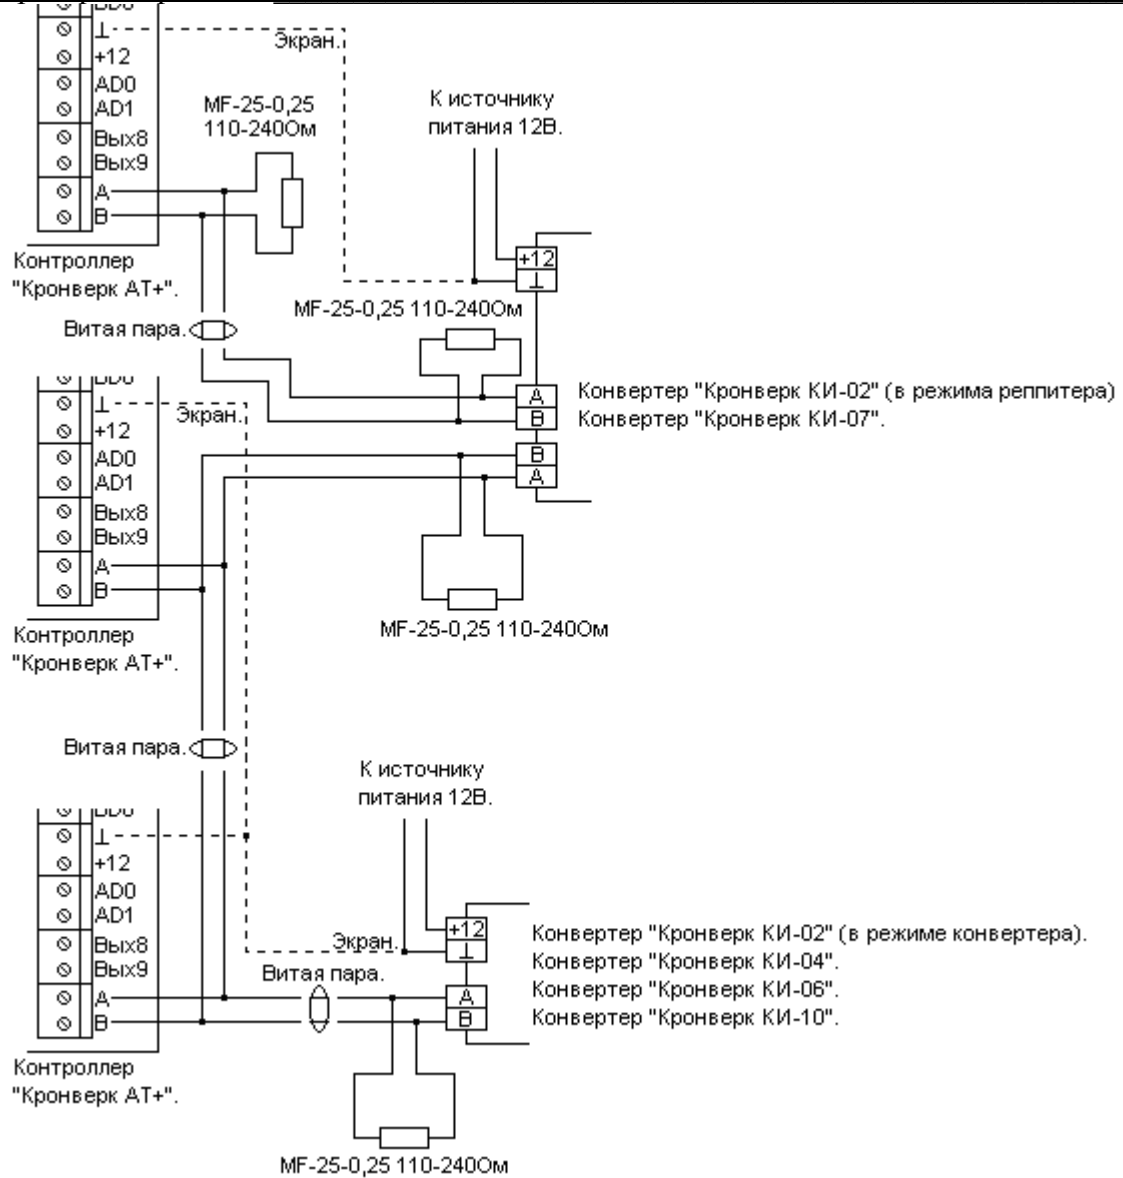 ⊥
Экран.
+12
AD0
AD1
Вых8
Вых9
A
B
MF-25-0,25
110-240Ом
К источнику
питания 12В.
+12
⊥
Контроллер
"Кронверк АТ+".
MF-25-0,25 110-240Ом
Витая пара.
A
B
B
A
Конвертер "Кронверк КИ-02" (в режима реппитера)
Конвертер "Кронверк КИ-07".
⊥
Экран.
+12
AD0
AD1
Вых8
Вых9
A
B
MF-25-0,25 110-240Ом
Контроллер
"Кронверк АТ+".
Витая пара.
К источнику
питания 12В.
⊥
+12
AD0
AD1
Вых8
Вых9
A
B
Экран.
Витая пара.
+12
⊥
A
B
Конвертер "Кронверк КИ-02" (в режиме конвертера).
Конвертер "Кронверк КИ-04".
Конвертер "Кронверк КИ-06".
Конвертер "Кронверк КИ-10".
Контроллер
"Кронверк АТ+".
MF-25-0,25 110-240Ом